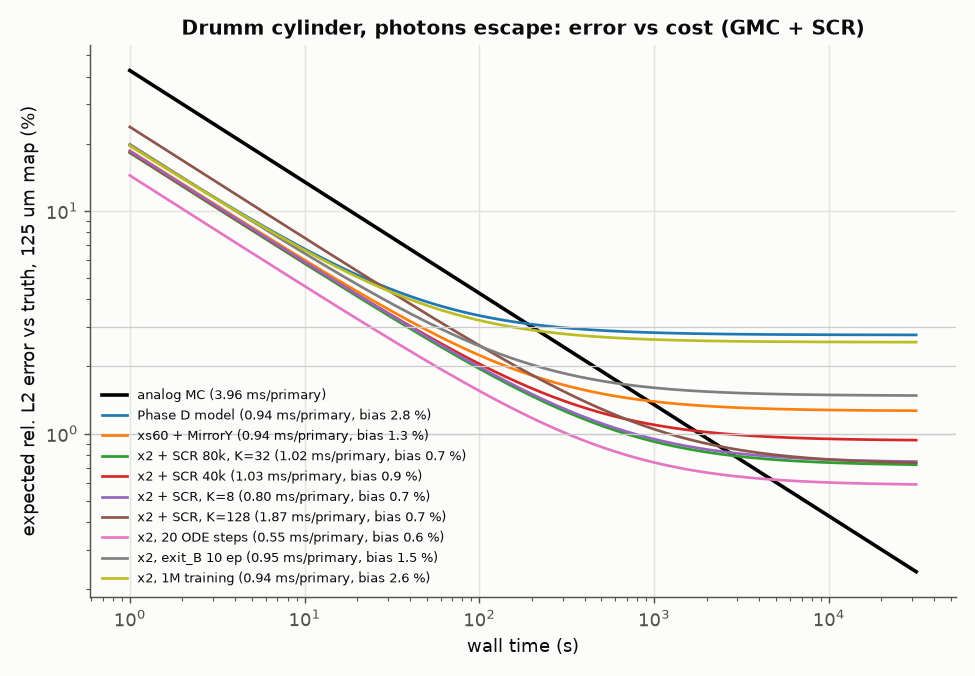 Drumm cylinder, photons escape: error vs cost (GMC + SCR)
expected rel. L2 error vs truth, 125 um map (%)
10¹
10⁰
analog MC (3.96 ms/primary)
Phase D model (0.94 ms/primary, bias 2.8 %)
xs60 + MirrorY (0.94 ms/primary, bias 1.3 %)
x2 + SCR 80k, K=32 (1.02 ms/primary, bias 0.7 %)
x2 + SCR 40k (1.03 ms/primary, bias 0.9 %)
x2 + SCR, K=8 (0.80 ms/primary, bias 0.7 %)
x2 + SCR, K=128 (1.87 ms/primary, bias 0.7 %)
x2, 20 ODE steps (0.55 ms/primary, bias 0.6 %)
x2, exit_B 10 ep (0.95 ms/primary, bias 1.5 %)
x2, 1M training (0.94 ms/primary, bias 2.6 %)
10⁰ 10¹ 10² 10³ 10⁴
wall time (s)